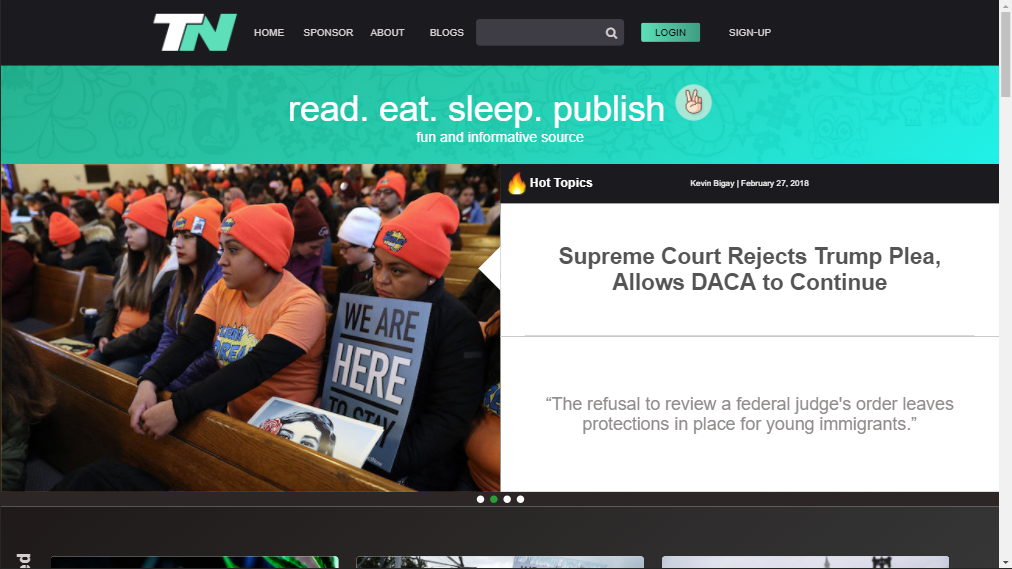 TN
HOME
SPONSOR
ABOUT
BLOGS
LOGIN
SIGN-UP
read. eat. sleep. publish
fun and informative source
Hot Topics
Kevin Bigay | February 27, 2018
Supreme Court Rejects Trump Plea,
Allows DACA to Continue
“The refusal to review a federal judge's order leaves
protections in place for young immigrants.”
WE ARE
HERE
TO STAY